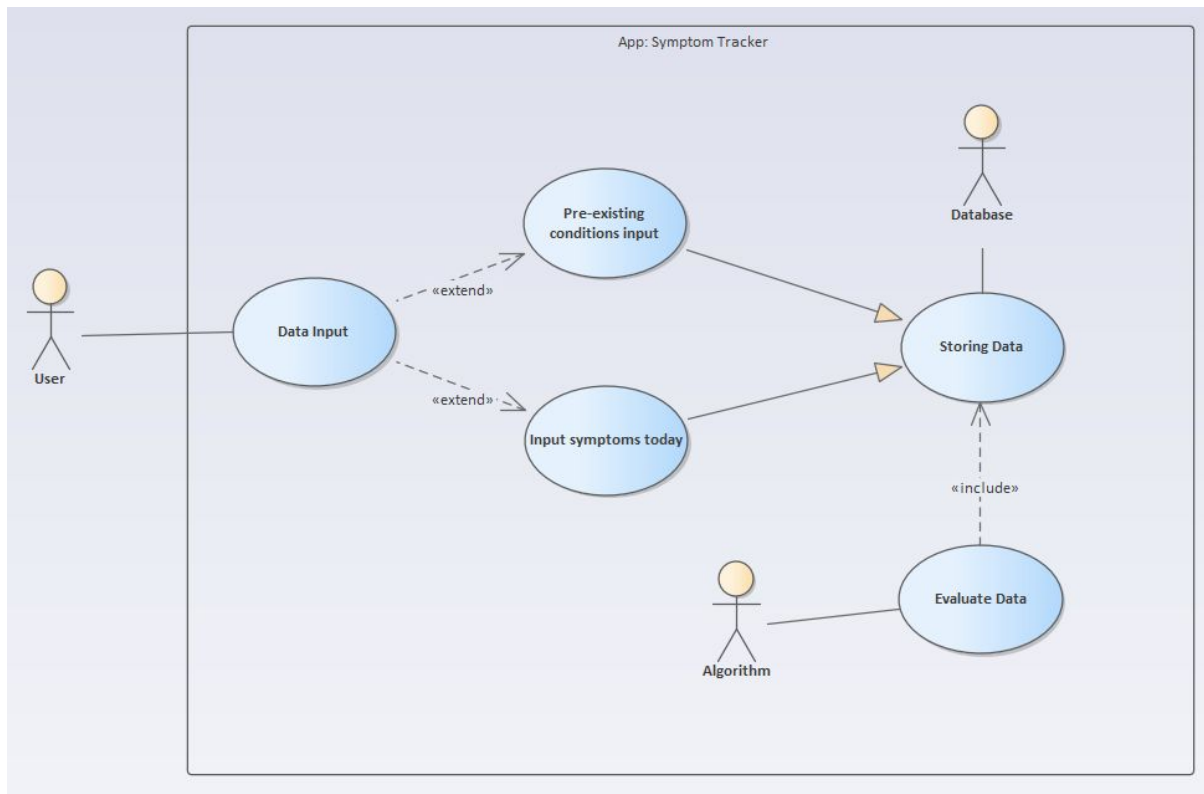 App: Symptom Tracker
Database
Pre-existing
conditions input
«extend»
User
Data Input
Storing Data
«extend»
Input symptoms today
«include»
Algorithm
Evaluate Data